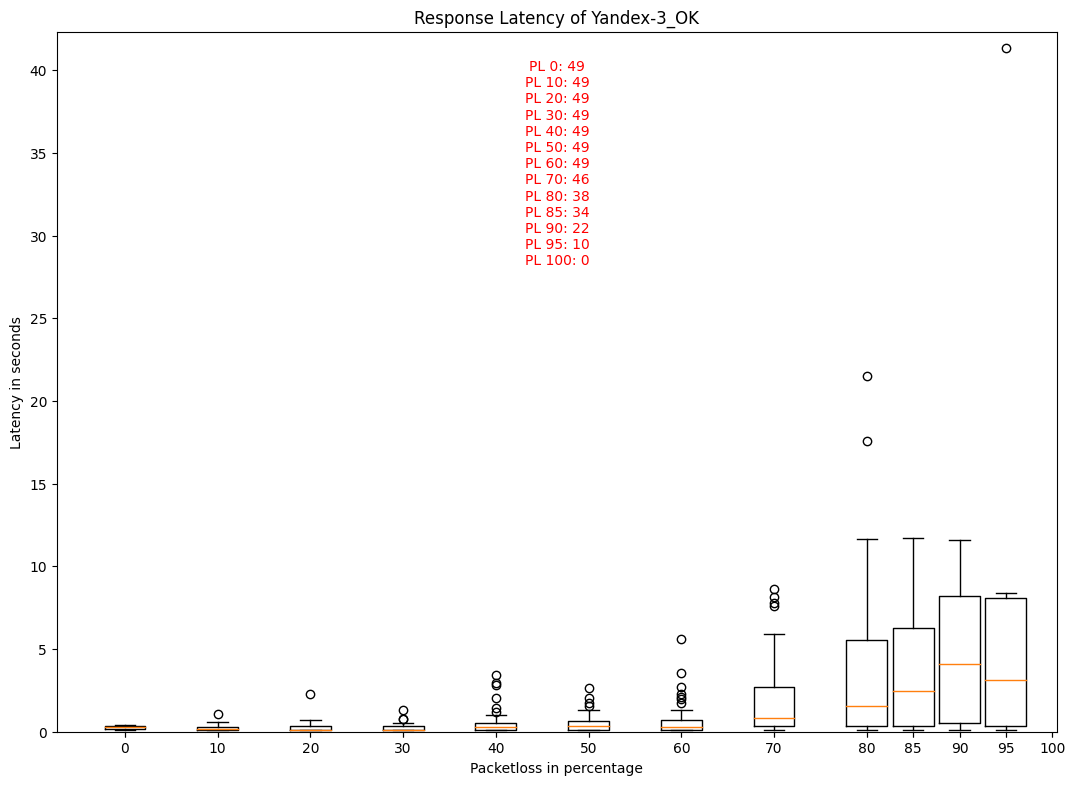 Response Latency of Yandex-3_OK
PL 0: 49
PL 10: 49
PL 20: 49
PL 30: 49
PL 40: 49
PL 50: 49
PL 60: 49
PL 70: 46
PL 80: 38
PL 85: 34
PL 90: 22
PL 95: 10
PL 100: 0
Latency in seconds
40
35
30
25
20
15
10
5
0
0 10 20 30 40 50 60 70 80 85 90 95 100
Packetloss in percentage